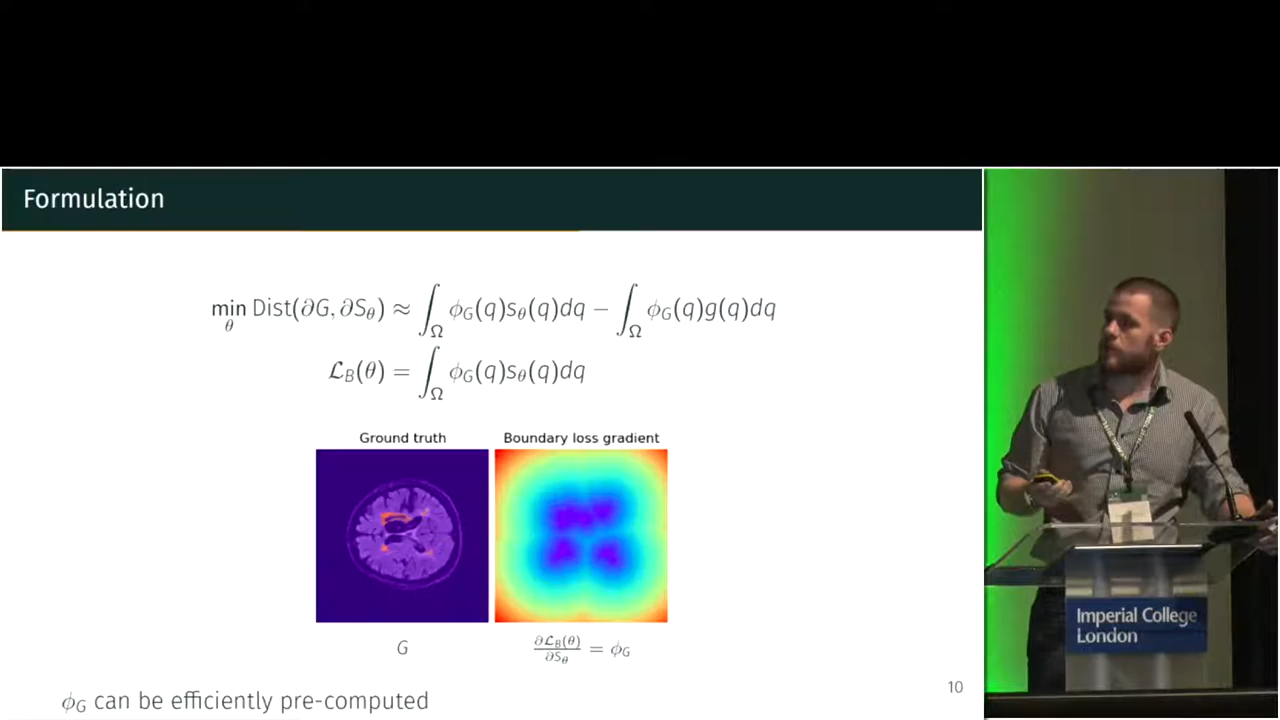 Formulation
min_θ Dist(∂G, ∂S_θ) ≈ ∫_Ω ϕ_G(q)s_θ(q)dq − ∫_Ω ϕ_G(q)g(q)dq
ℒ_B(θ) = ∫_Ω ϕ_G(q)s_θ(q)dq
Ground truth
Boundary loss gradient
G
∂ℒ_B(θ)/∂S_θ = ϕ_G
ϕ_G can be efficiently pre-computed
10
Imperial College
London